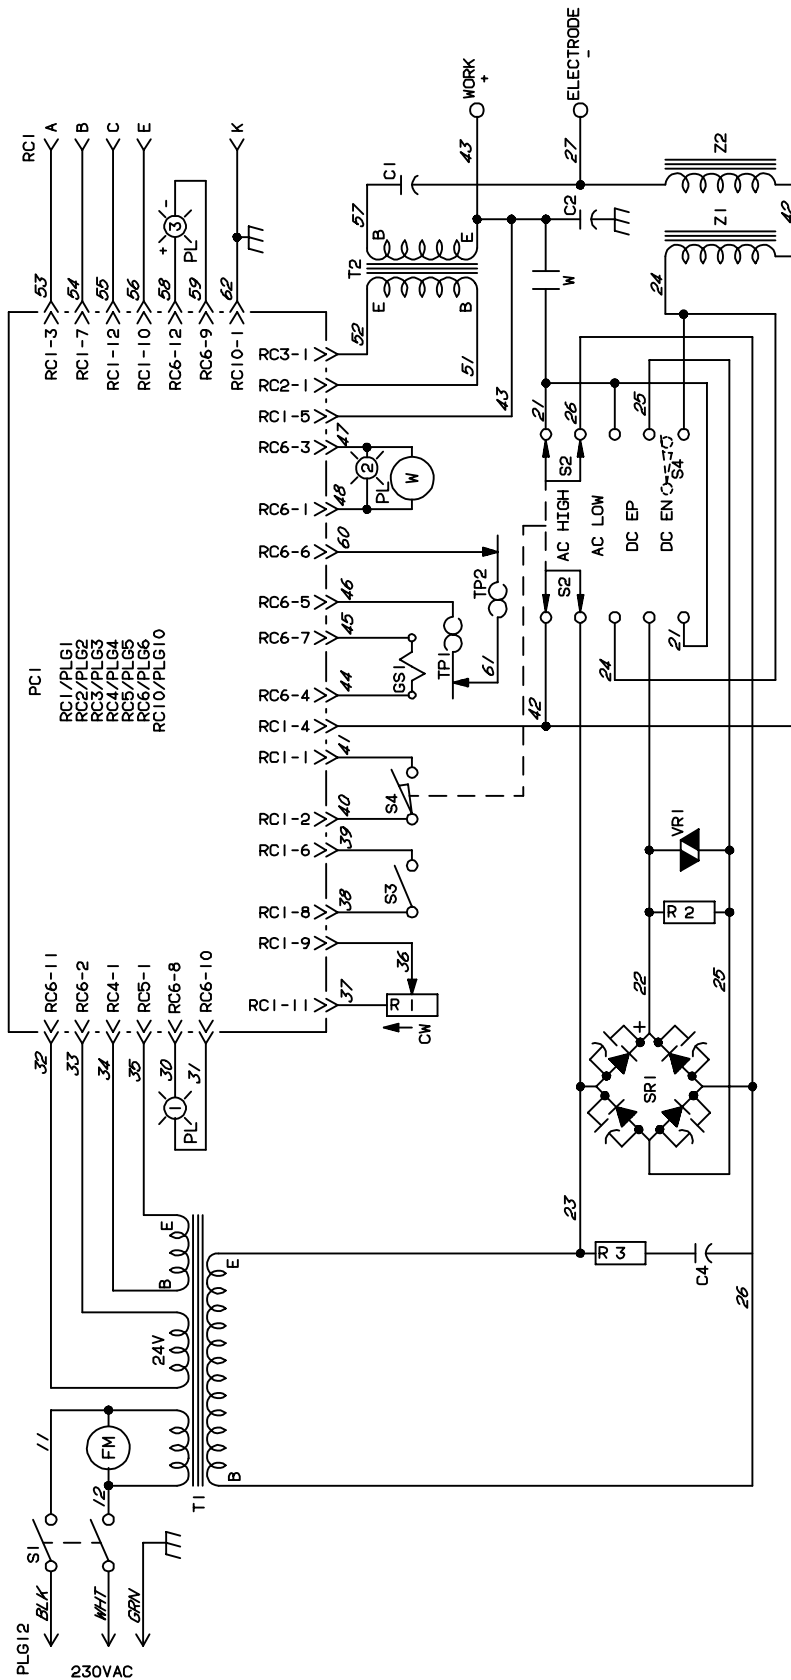 RC1
A
B
C
E
K
53
54
55
56
58
59
62
+
3
-
PL
RC1-3
RC1-7
RC1-12
RC1-10
RC6-12
RC6-9
RC10-1
PC1
RC1/PLG1
RC2/PLG2
RC3/PLG3
RC4/PLG4
RC5/PLG5
RC6/PLG6
RC10/PLG10
RC3-1
RC2-1
RC1-5
RC6-3
RC6-1
RC6-6
RC6-5
RC6-7
RC6-4
RC1-4
RC1-1
RC1-2
RC1-6
RC1-8
RC1-9
RC1-11
52
51
43
47
48
60
46
45
44
42
41
40
39
38
36
37
T2
E
B
B
E
57
C1
43
WORK
+
27
ELECTRODE
-
C2
W
Z1
Z2
24
42
PL
2
W
TP1
TP2
61
GS1
S4
S3
R 1
CW
21
26
25
S2
S2
AC HIGH
AC LOW
DC EP
DC EN
S4
24
21
VR1
R 2
22
25
+
SR1
23
R 3
C4
26
RC6-11
RC6-2
RC4-1
RC5-1
RC6-8
RC6-10
32
33
34
35
30
31
1
PL
E
B
24V
E
B
T1
11
FM
12
S1
BLK
WHT
GRN
PLG12
230VAC